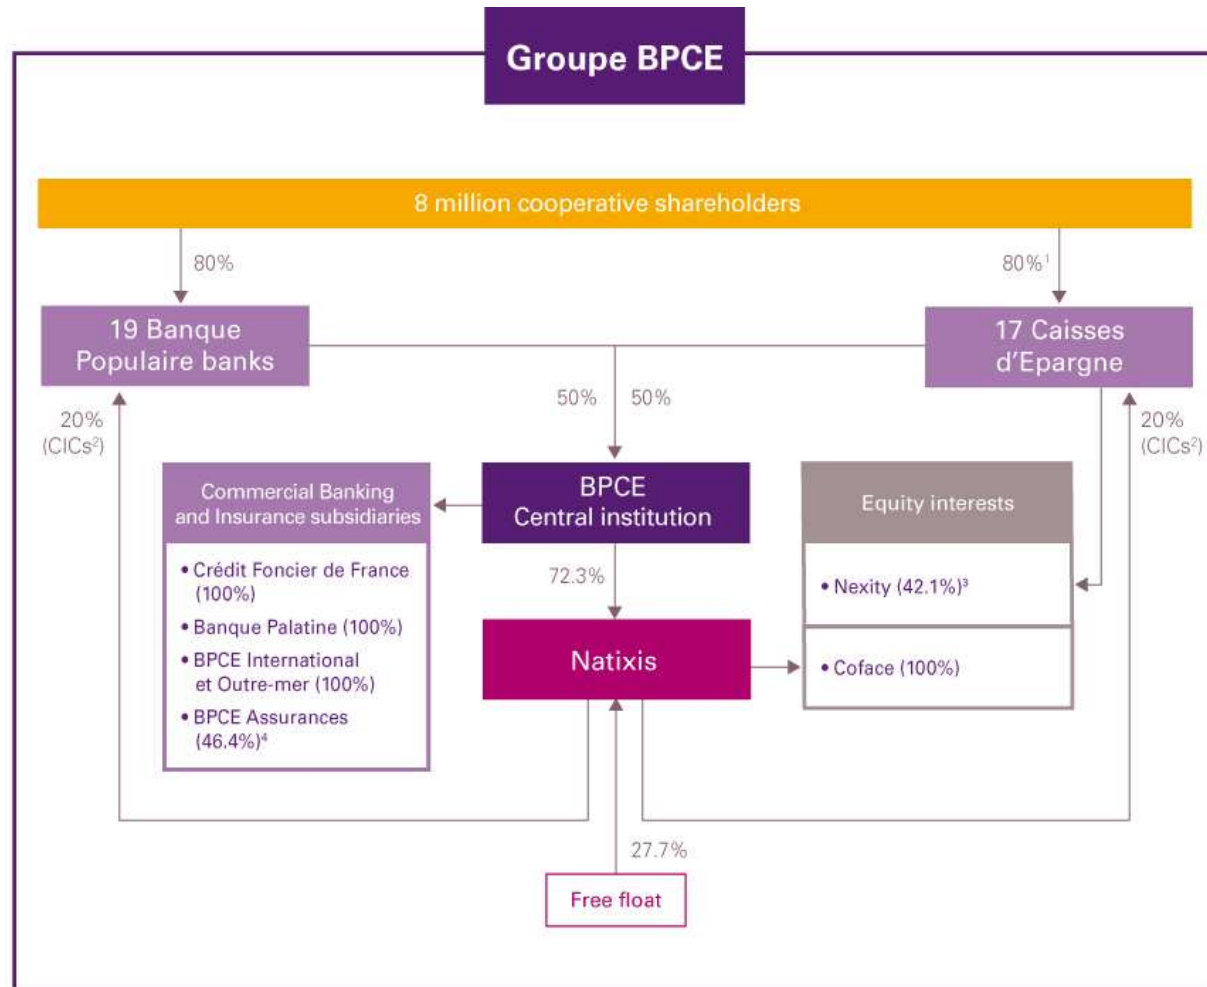 Groupe BPCE
8 million cooperative shareholders
80%
80%¹
19 Banque
Populaire banks
17 Caisses
d'Epargne
50%
50%
20%
(CICs²)
20%
(CICs²)
Commercial Banking
and Insurance subsidiaries
• Crédit Foncier de France
(100%)
• Banque Palatine (100%)
• BPCE International
et Outre-mer (100%)
• BPCE Assurances
(46.4%)⁴
BPCE
Central institution
72.3%
Natixis
Equity interests
• Nexity (42.1%)³
• Coface (100%)
27.7%
Free float